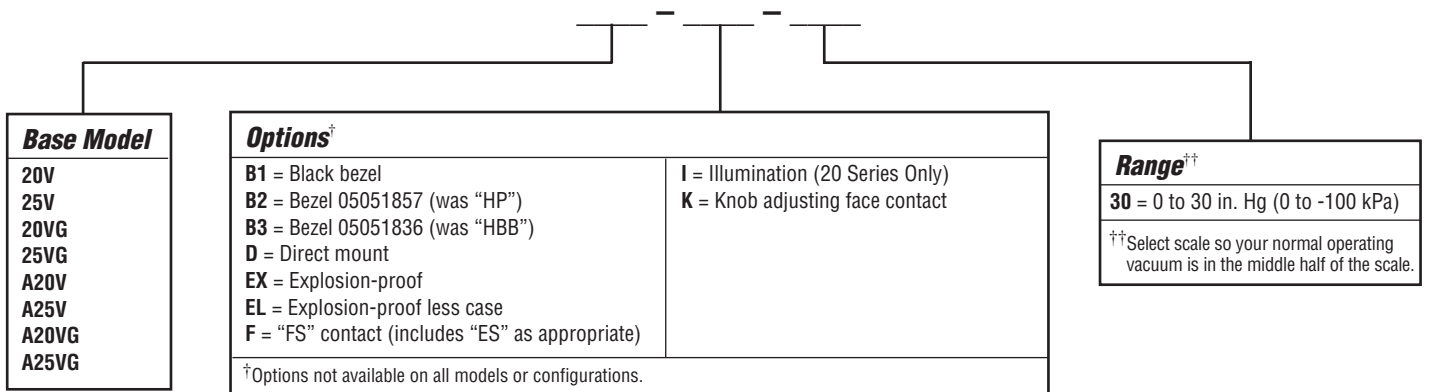 ____ – ____ – ____
Base Model
20V
25V
20VG
25VG
A20V
A25V
A20VG
A25VG
Options†
B1 = Black bezel
B2 = Bezel 05051857 (was “HP”)
B3 = Bezel 05051836 (was “HBB”)
D = Direct mount
EX = Explosion-proof
EL = Explosion-proof less case
F = “FS” contact (includes “ES” as appropriate)
I = Illumination (20 Series Only)
K = Knob adjusting face contact
†Options not available on all models or configurations.
Range††
30 = 0 to 30 in. Hg (0 to -100 kPa)
††Select scale so your normal operating
vacuum is in the middle half of the scale.